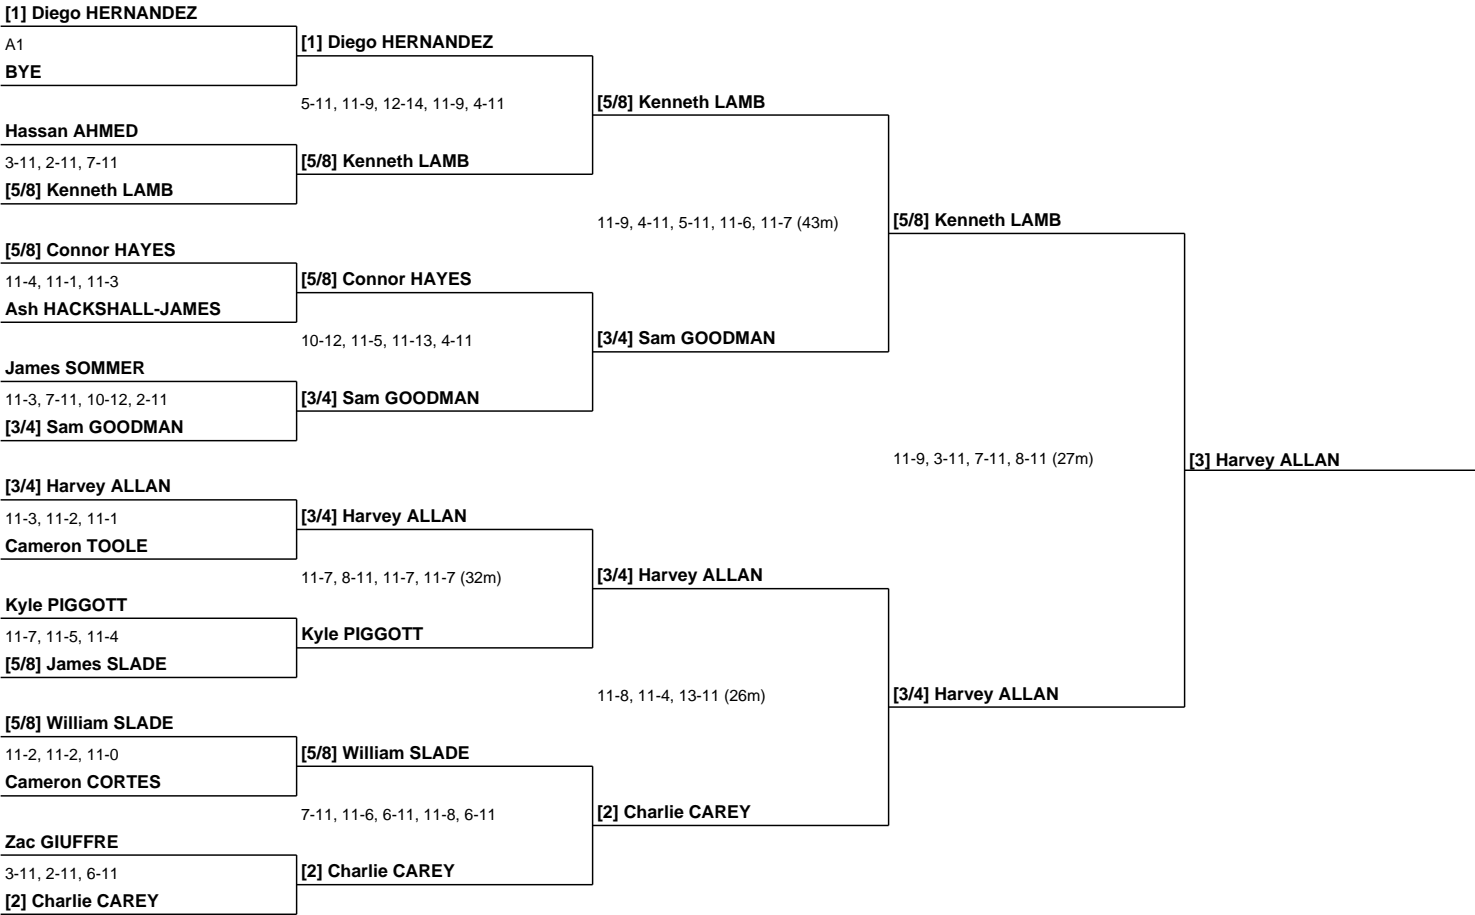 [1] Diego HERNANDEZ
A1
BYE
Hassan AHMED
3-11, 2-11, 7-11
[5/8] Kenneth LAMB
[5/8] Connor HAYES
11-4, 11-1, 11-3
Ash HACKSHALL-JAMES
James SOMMER
11-3, 7-11, 10-12, 2-11
[3/4] Sam GOODMAN
[3/4] Harvey ALLAN
11-3, 11-2, 11-1
Cameron TOOLE
Kyle PIGGOTT
11-7, 11-5, 11-4
[5/8] James SLADE
[5/8] William SLADE
11-2, 11-2, 11-0
Cameron CORTES
Zac GIUFFRE
3-11, 2-11, 6-11
[2] Charlie CAREY
[1] Diego HERNANDEZ
5-11, 11-9, 12-14, 11-9, 4-11
[5/8] Kenneth LAMB
[5/8] Connor HAYES
10-12, 11-5, 11-13, 4-11
[3/4] Sam GOODMAN
[3/4] Harvey ALLAN
11-7, 8-11, 11-7, 11-7 (32m)
Kyle PIGGOTT
[5/8] William SLADE
7-11, 11-6, 6-11, 11-8, 6-11
[2] Charlie CAREY
[5/8] Kenneth LAMB
11-9, 4-11, 5-11, 11-6, 11-7 (43m)
[3/4] Sam GOODMAN
[3/4] Harvey ALLAN
11-8, 11-4, 13-11 (26m)
[2] Charlie CAREY
[5/8] Kenneth LAMB
11-9, 3-11, 7-11, 8-11 (27m)
[3/4] Harvey ALLAN
[3] Harvey ALLAN